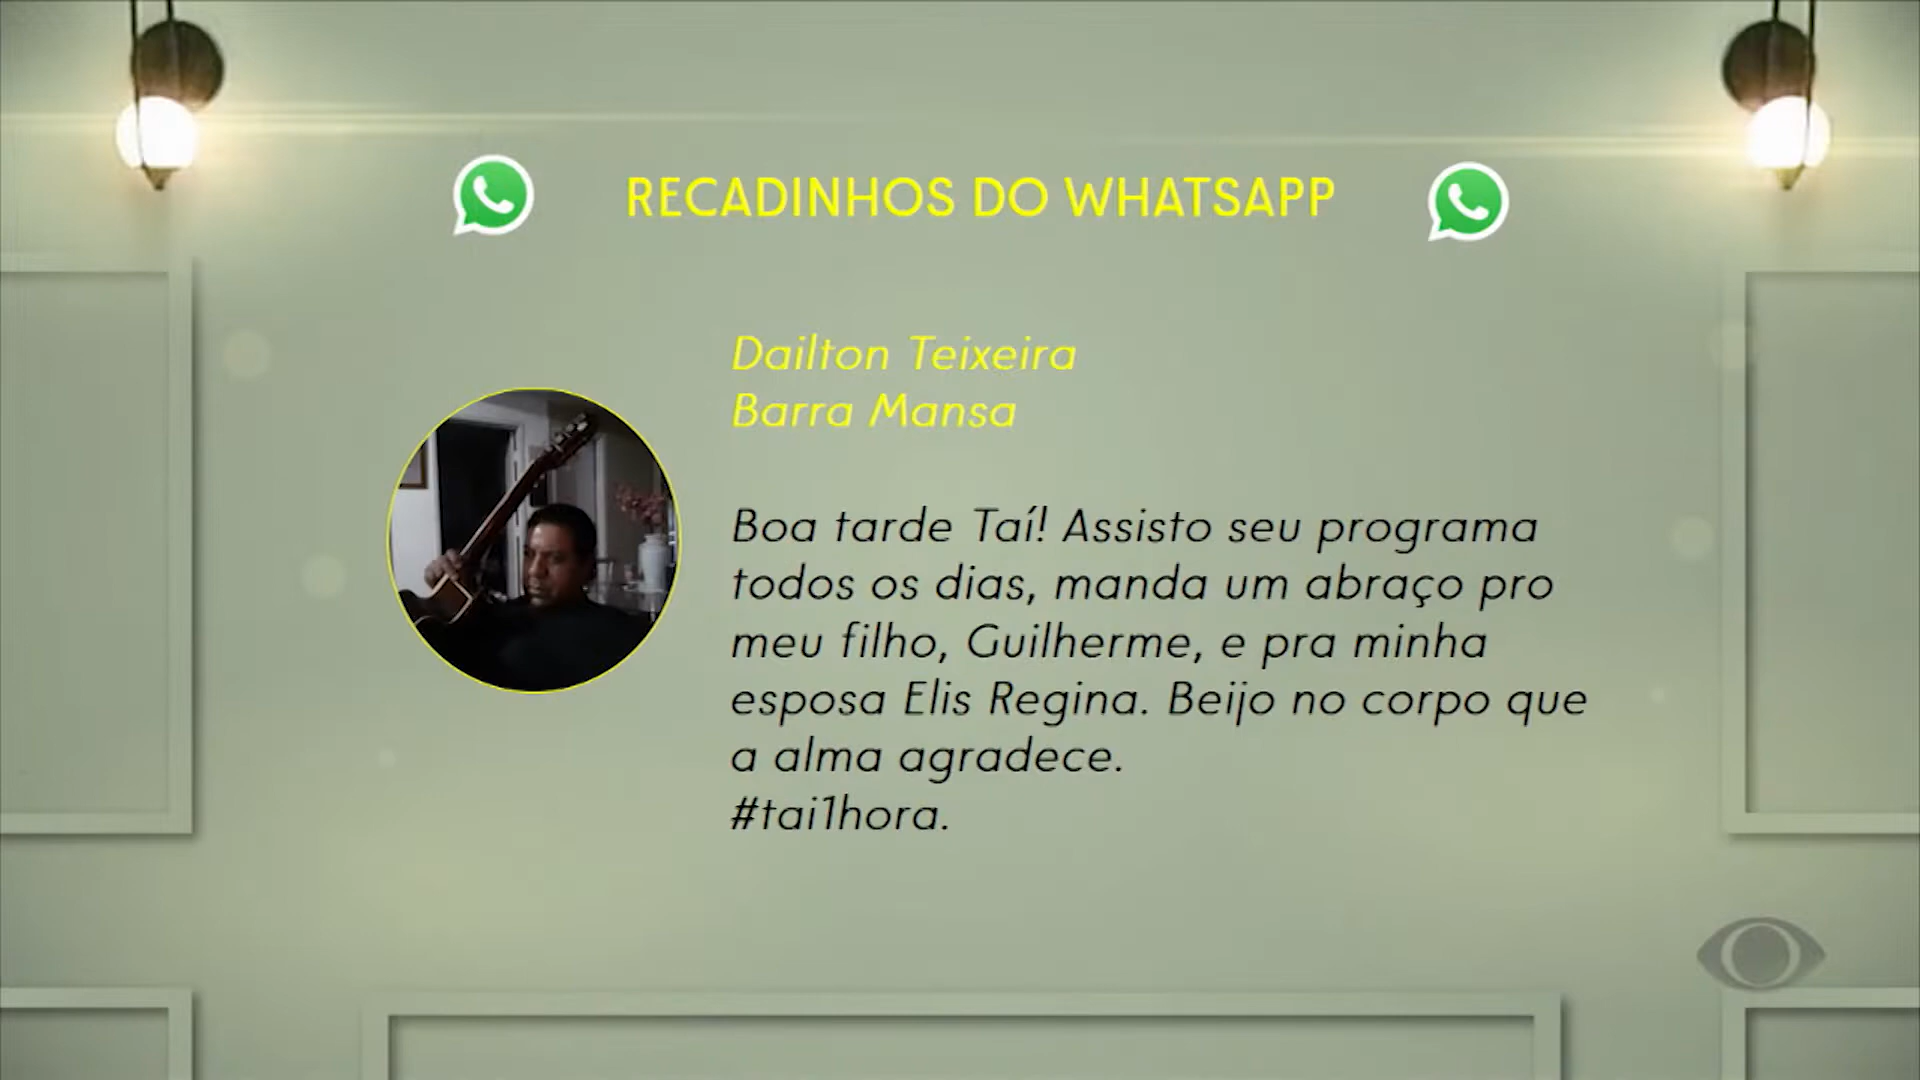 RECADINHOS DO WHATSAPP
Dailton Teixeira
Barra Mansa
Boa tarde Taí! Assisto seu programa
todos os dias, manda um abraço pro
meu filho, Guilherme, e pra minha
esposa Elis Regina. Beijo no corpo que
a alma agradece.
#tai1hora.